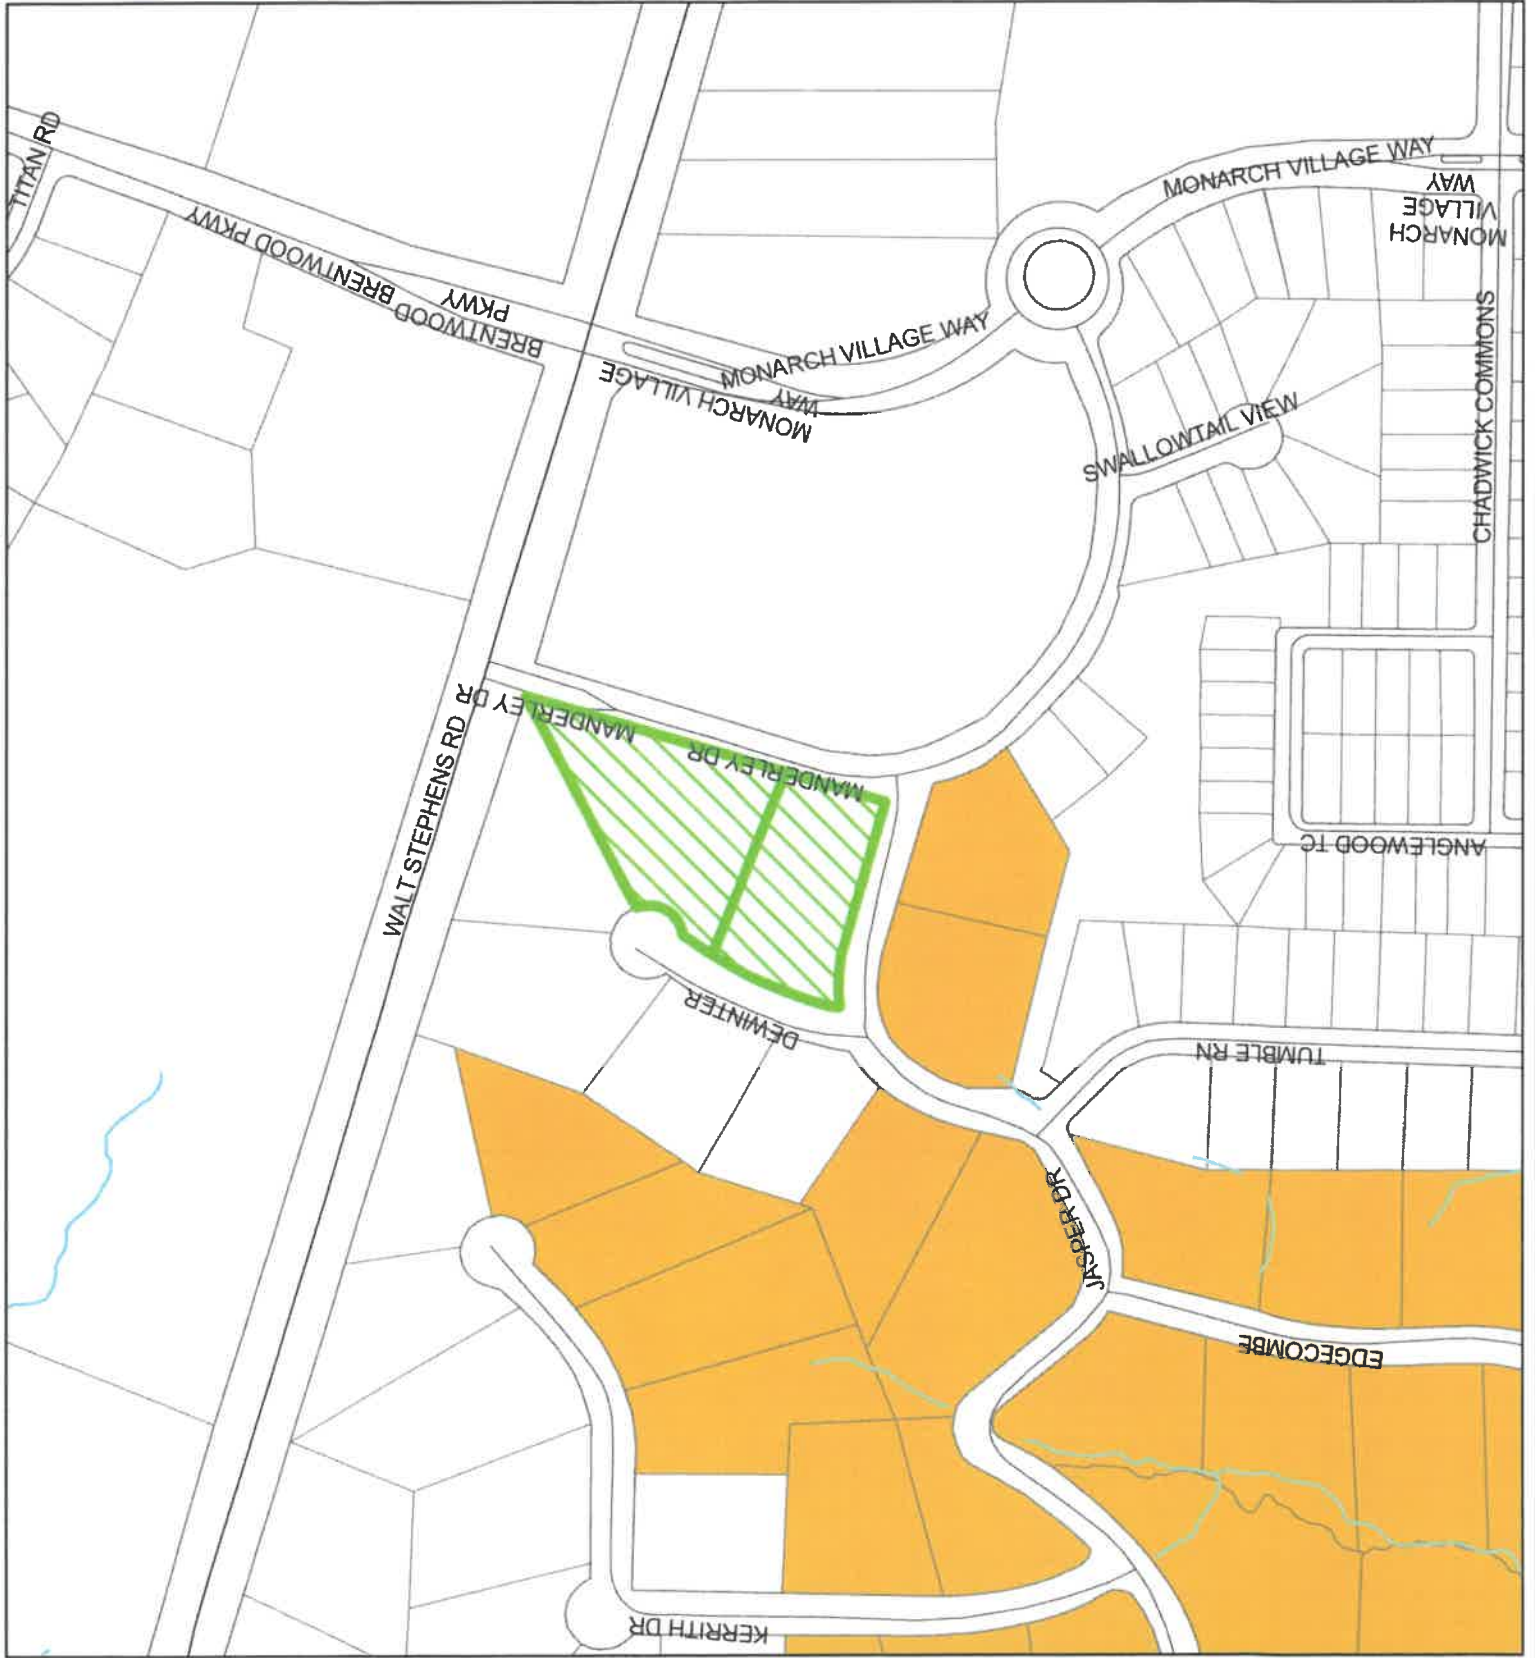 TITAN RD
BRENTWOOD PKWY
BRENTWOOD
BRENTWOOD
PKWY
MONARCH VILLAGE
WAY
MONARCH VILLAGE WAY
MONARCH VILLAGE WAY
MONARCH
VILLAGE
WAY
SWALLOWTAIL VIEW
CHADWICK COMMONS
WALT STEPHENS RD
MANDERLEY DR
MANDERLEY DR
MANDERLEY DR
ANGLEWOOD TC
DEWINTER
TUMBLE RN
JASPER DR
EDGECOMBE
KERRITH DR